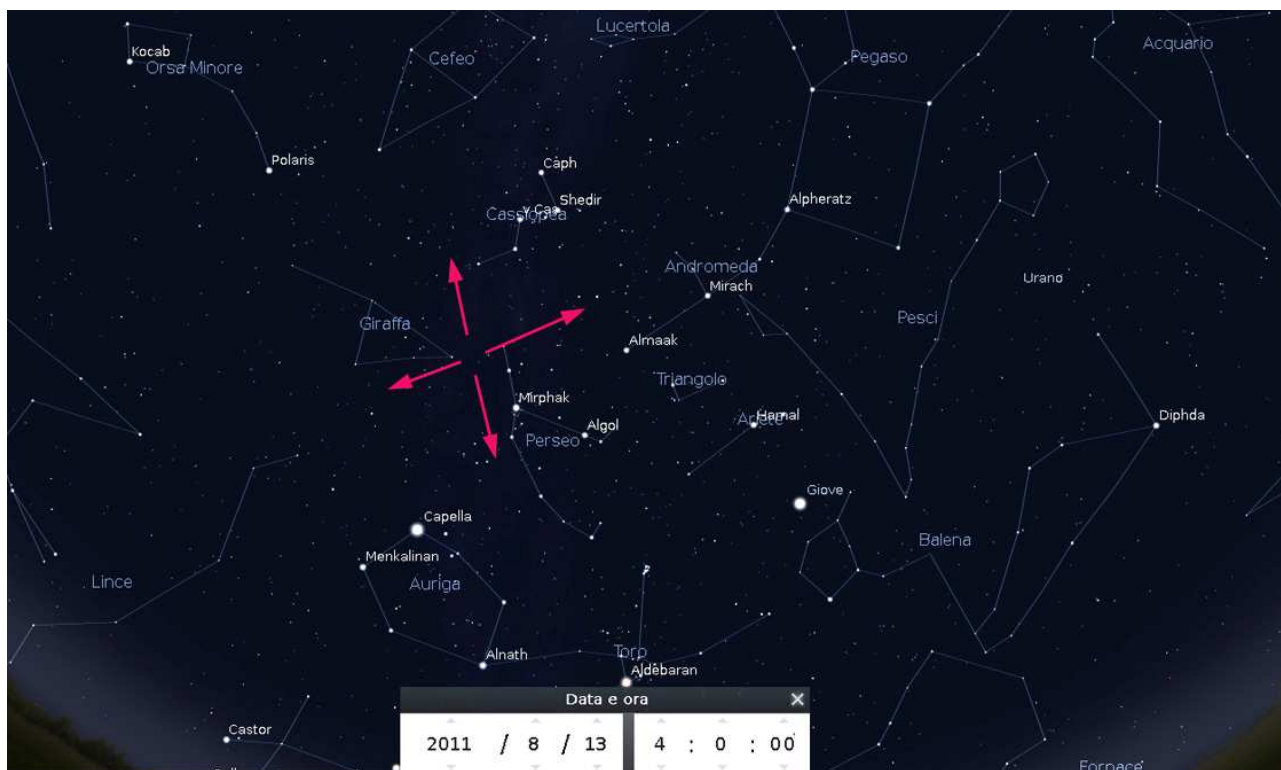 Lucertola
Kocab
Orsa Minore
Cefeo
Pegaso
Acquario
Polaris
Caph
Shedir
γ Cas
Cassiopea
Alpheratz
Andromeda
Mirach
Urano
Giraffa
Pesci
Almaak
Triangolo
Mirphak
Algol
Perseo
Hamal
Ariete
Diphda
Giove
Capella
Menkalinan
Auriga
Balena
Lince
Alnath
Toro
Aldebaran
Data e ora
2011 / 8 / 13 4 : 0 : 00
Castor
Fornace